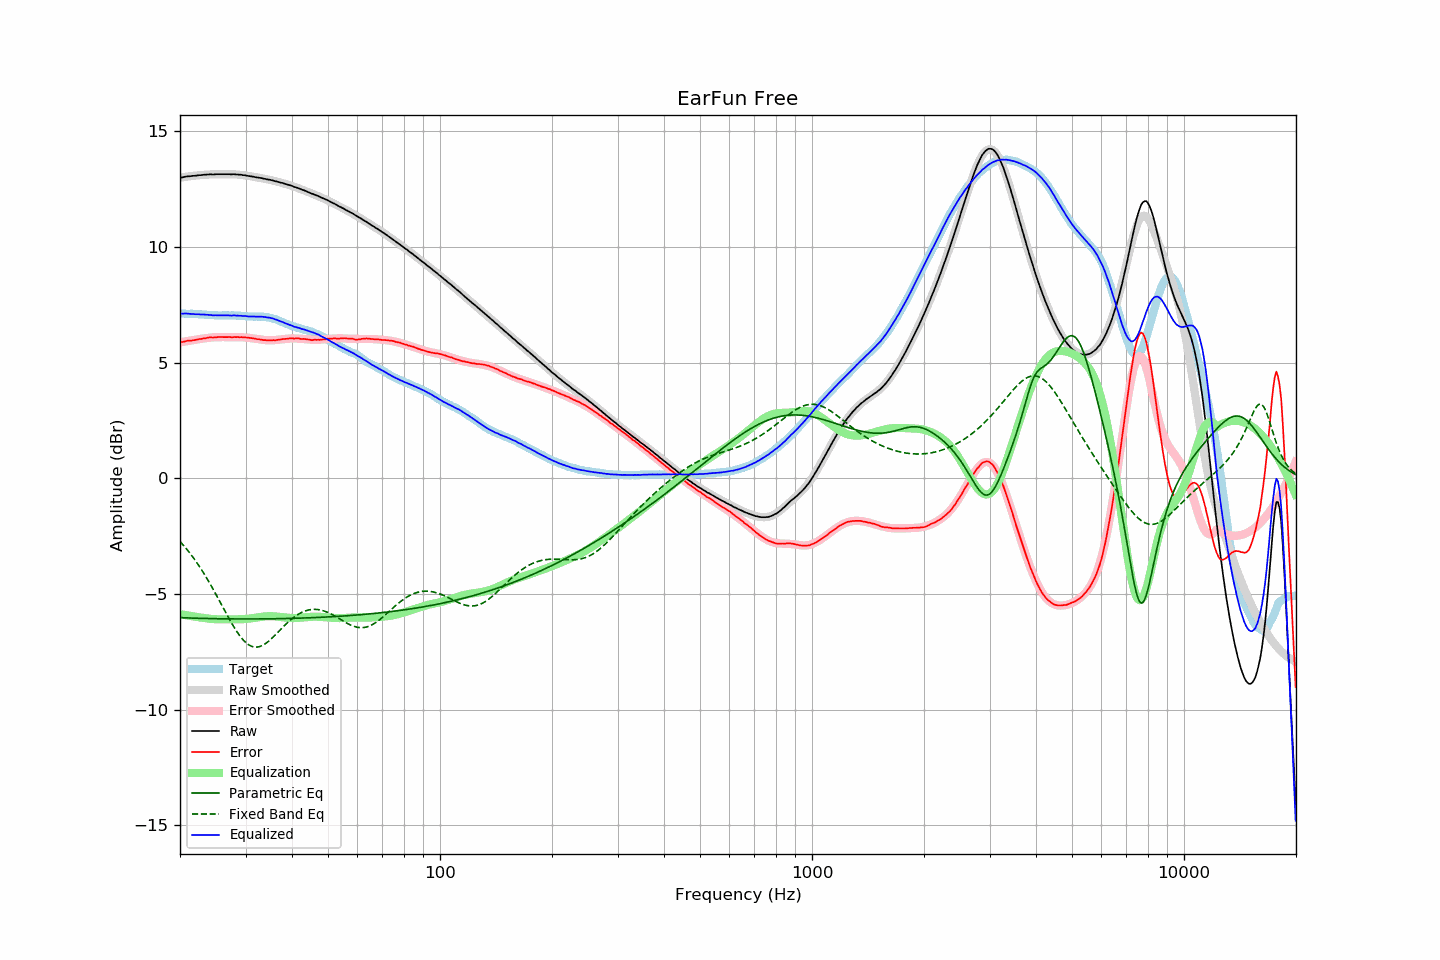 EarFun Free
15
10
5
0
−5
−10
−15
Amplitude (dBr)
Target
Raw Smoothed
Error Smoothed
Raw
Error
Equalization
Parametric Eq
Fixed Band Eq
Equalized
100
1000
10000
Frequency (Hz)